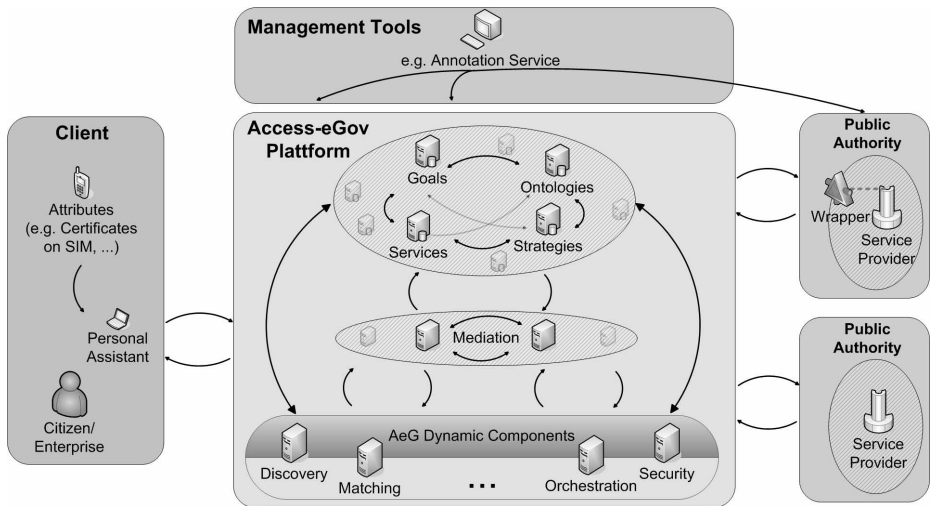 Management Tools
e.g. Annotation Service
Client
Attributes
(e.g. Certificates
on SIM, ...)
Personal
Assistant
Citizen/
Enterprise
Access-eGov
Plattform
Goals
Ontologies
Services
Strategies
Mediation
AeG Dynamic Components
Discovery
Matching
...
Orchestration
Security
Public
Authority
Wrapper
Service
Provider
Public
Authority
Service
Provider